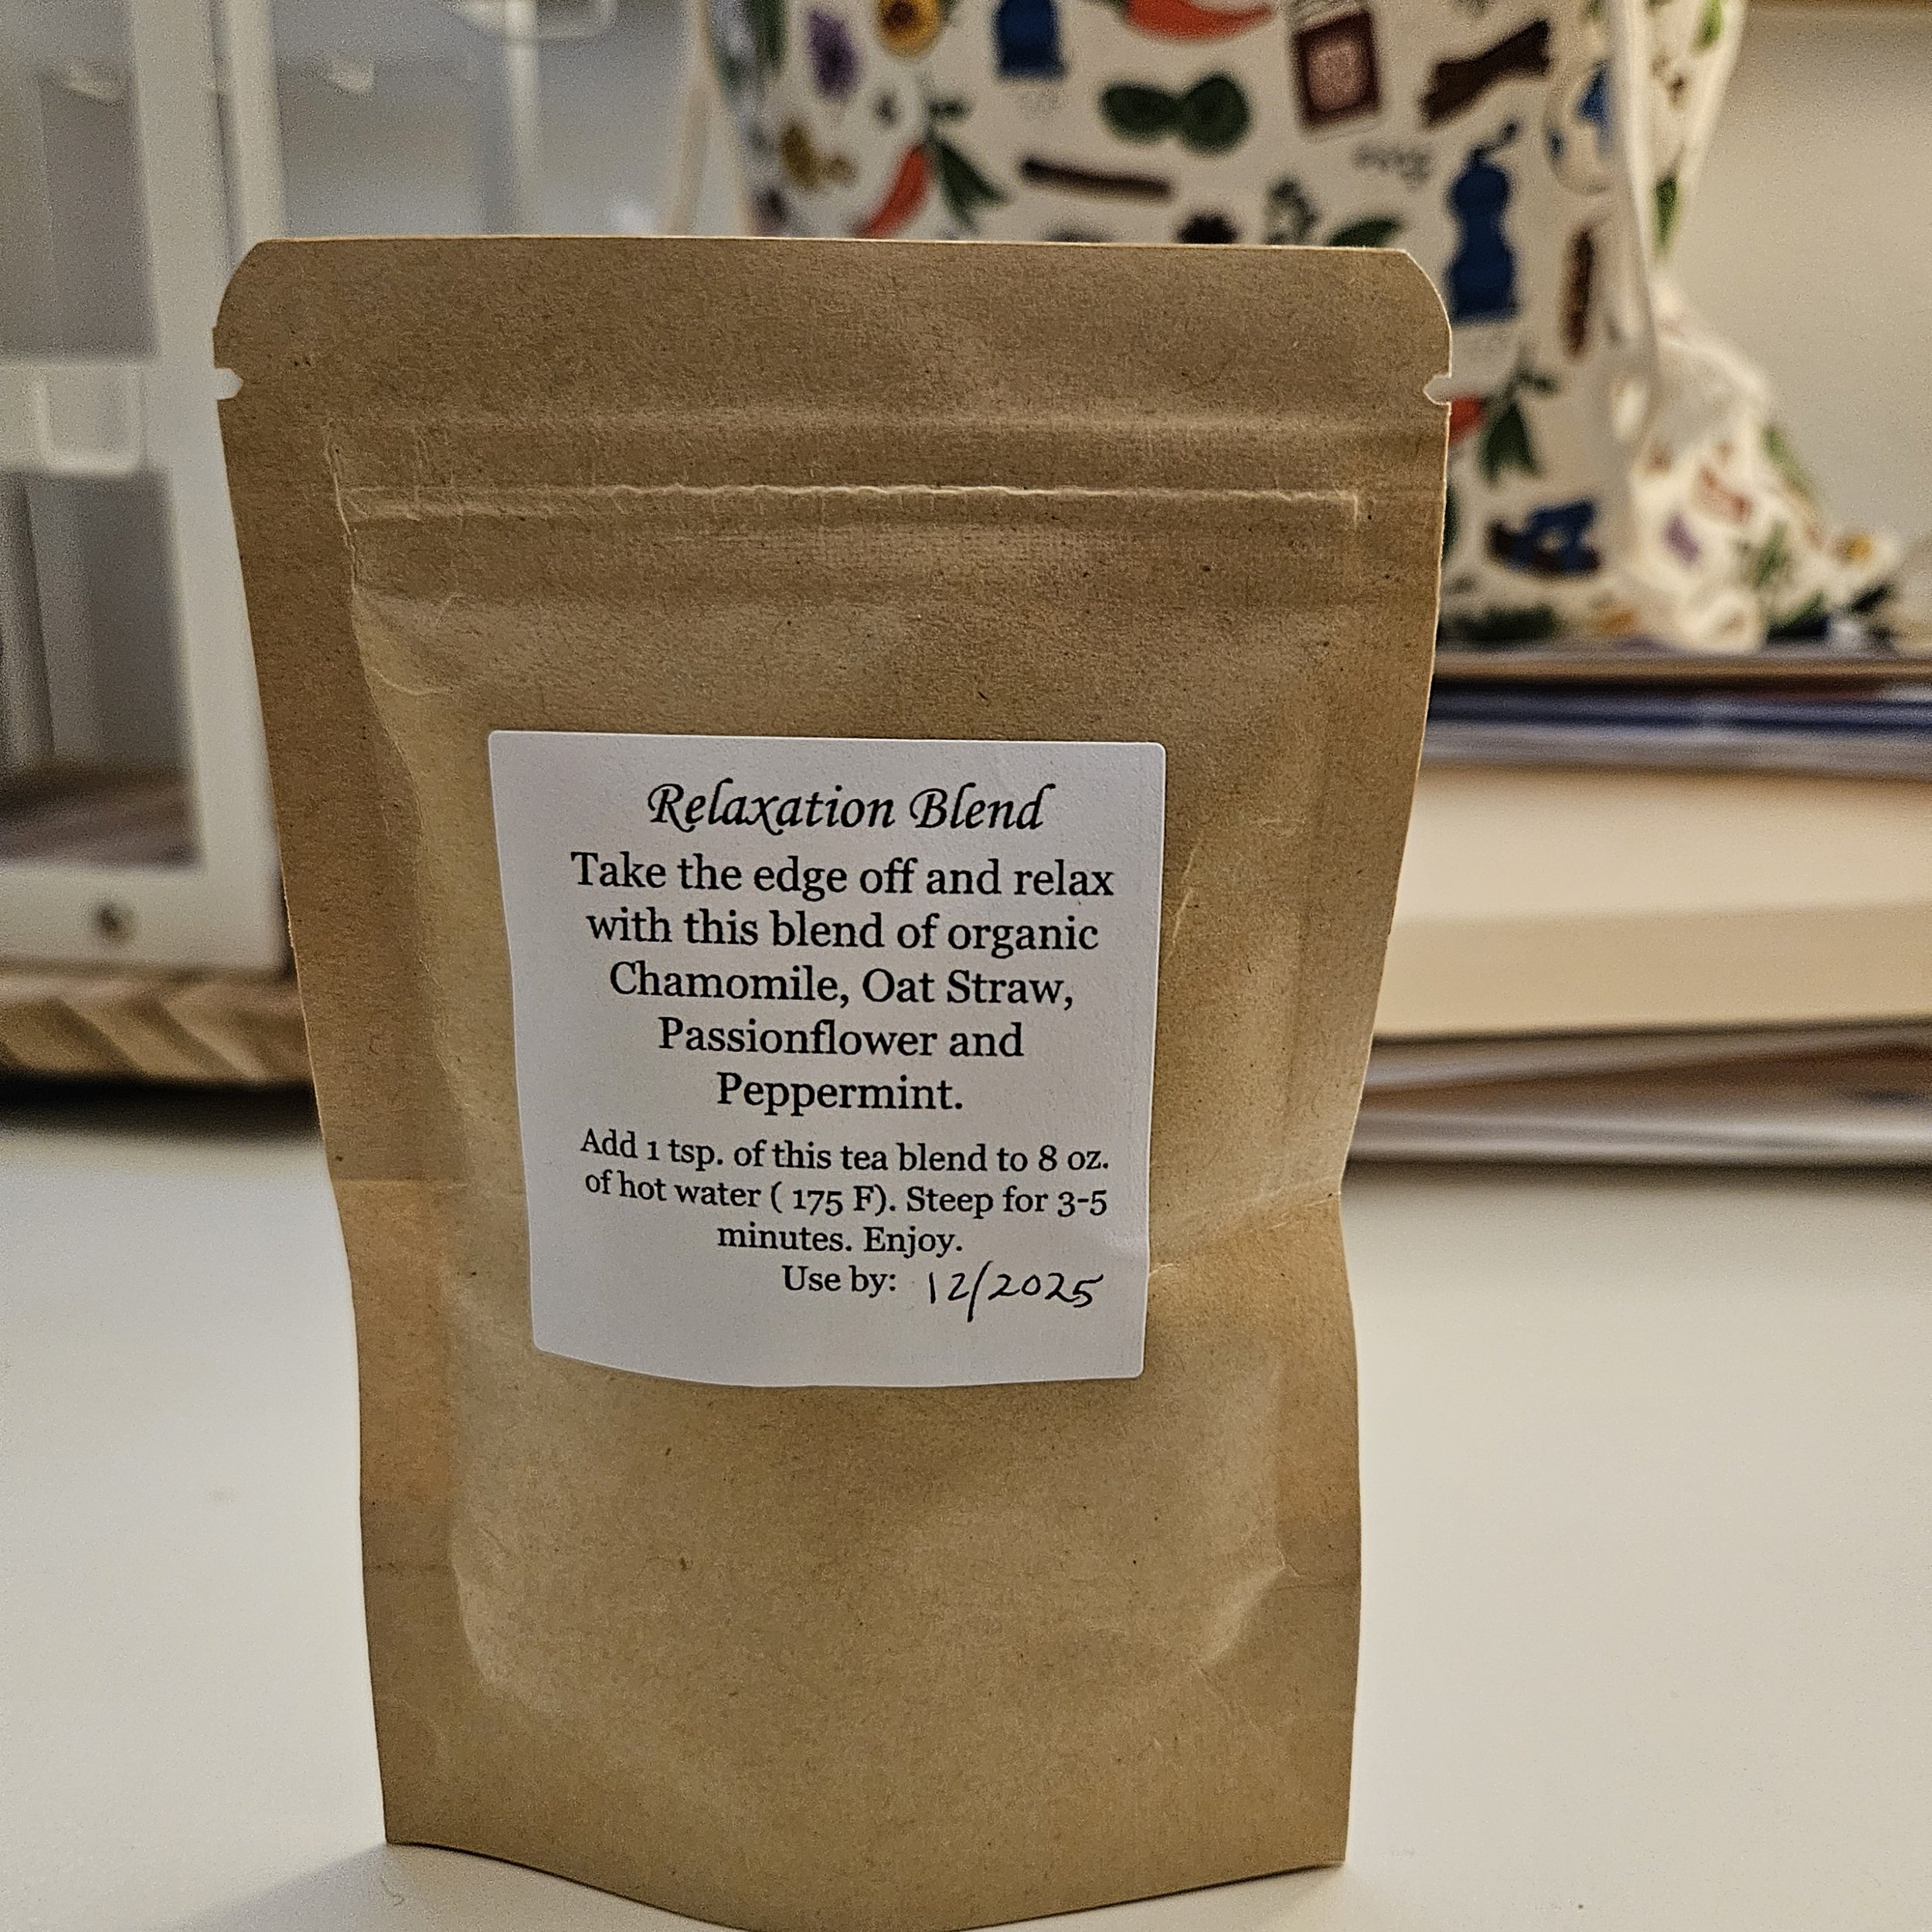 Relaxation Blend
Take the edge off and relax
with this blend of organic
Chamomile, Oat Straw,
Passionflower and
Peppermint.
Add 1 tsp. of this tea blend to 8 oz.
of hot water ( 175 F). Steep for 3-5
minutes. Enjoy.
Use by: 12/2025